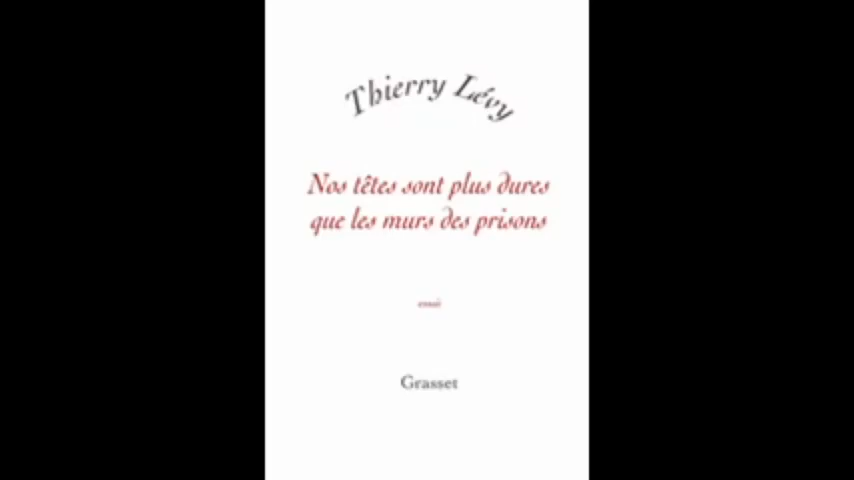 Thierry Lévy
Nos têtes sont plus dures
que les murs des prisons
essai
Grasset